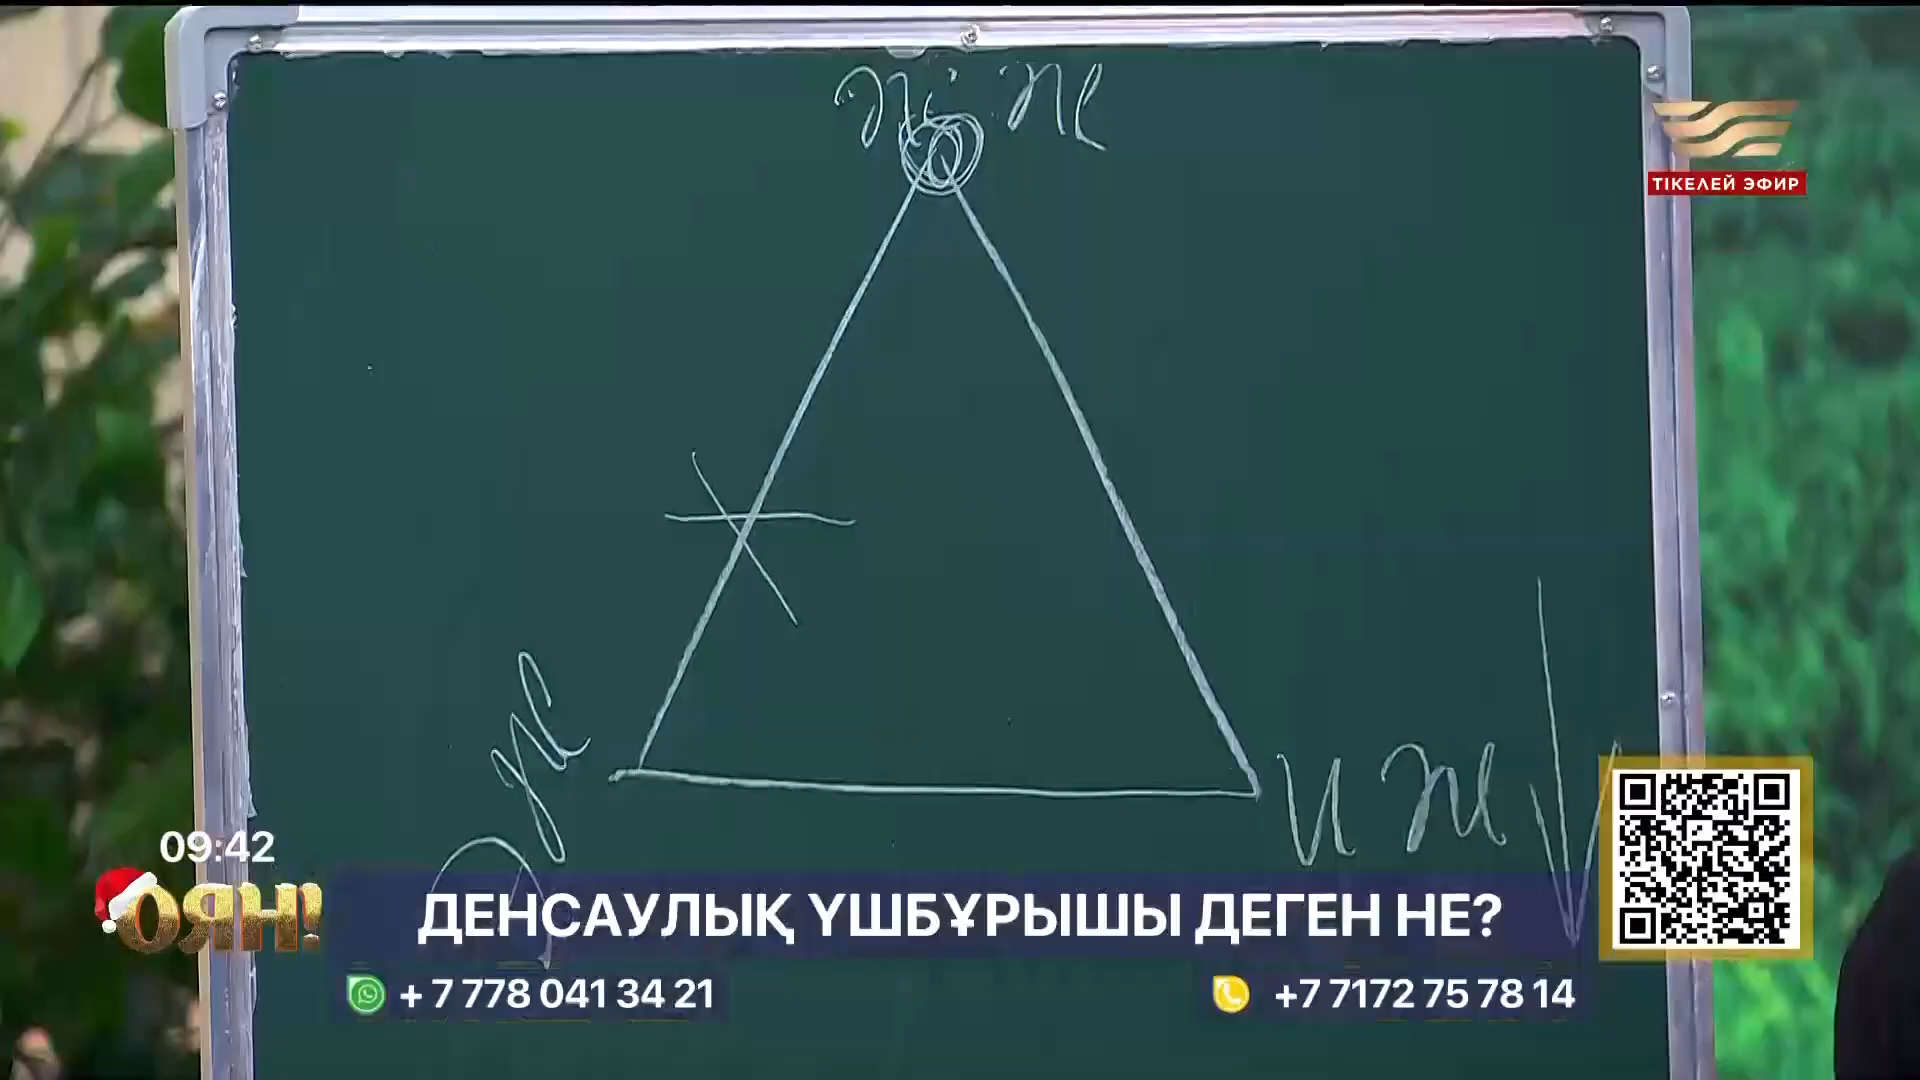 ТІКЕЛЕЙ ЭФИР
И Ж
09:42
ОЯН!
ДЕНСАУЛЫҚ ҮШБҰРЫШЫ ДЕГЕН НЕ?
+ 7 778 041 34 21
+7 7172 75 78 14